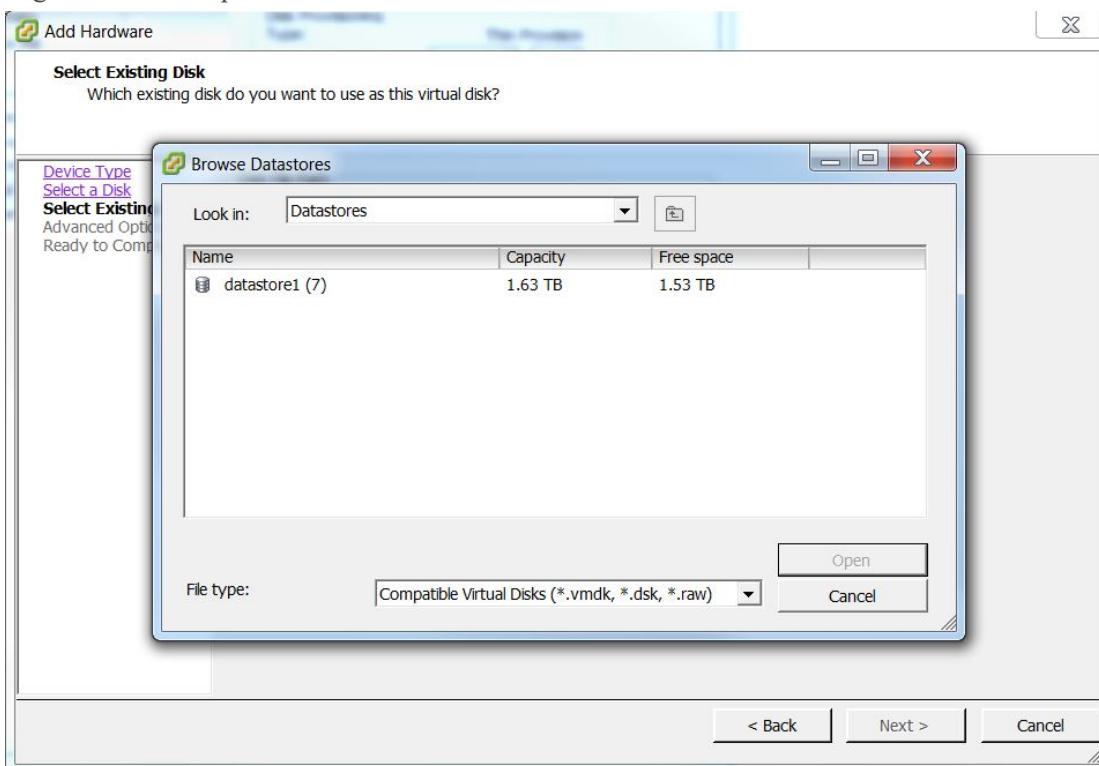 Add Hardware
Select Existing Disk
Which existing disk do you want to use as this virtual disk?
Device Type
Select a Disk
Select Existing
Advanced Optio
Ready to Comp
Browse Datastores
Look in: Datastores
Name Capacity Free space
datastore1 (7) 1.63 TB 1.53 TB
Open
File type: Compatible Virtual Disks (*.vmdk, *.dsk, *.raw)
Cancel
< Back Next > Cancel